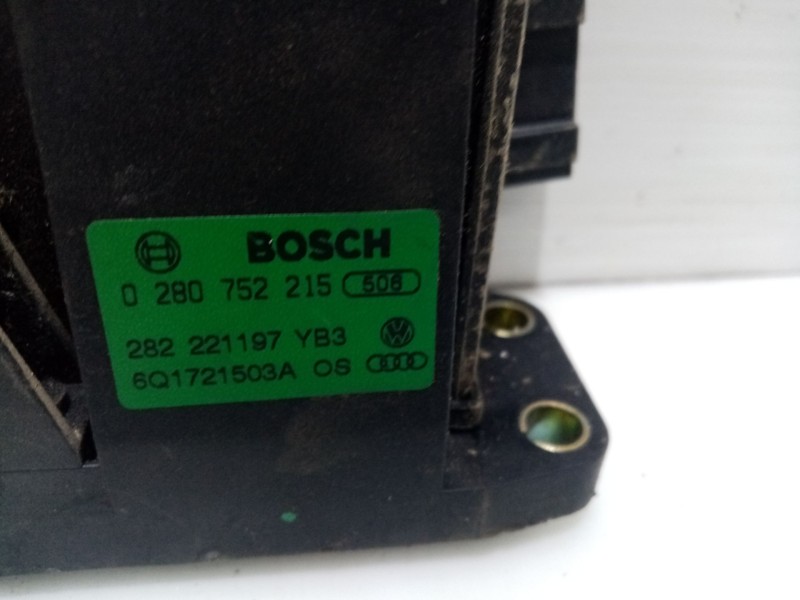 BOSCH
0 280 752 215 506
282 221197 YB3
6Q1721503A OS